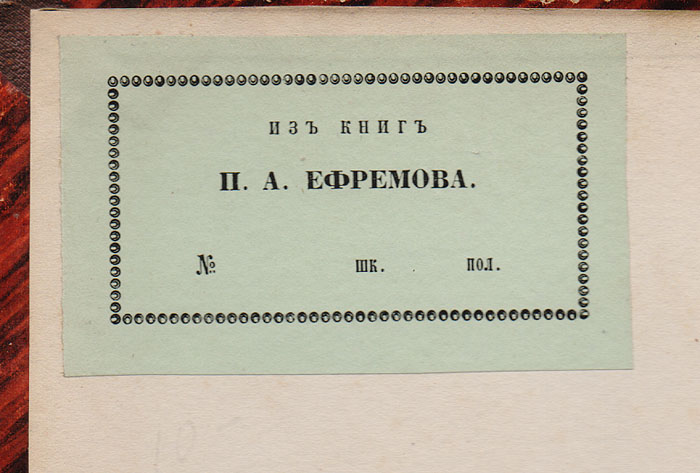 ИЗЪ КНИГЪ
П. А. ЕФРЕМОВА.
№ ШК. ПОЛ.